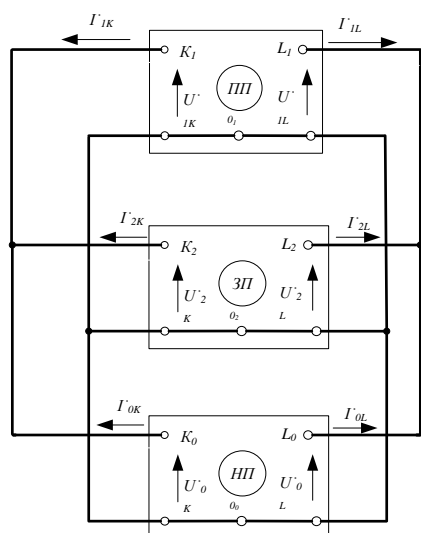 İ1K İ1L
K1 L1
ПП
U̇ U̇
1K 01 1L
İ2K İ2L
K2 L2
ЗП
U̇2 U̇2
K 02 L
İ0K İ0L
K0 L0
НП
U̇0 U̇0
K 00 L